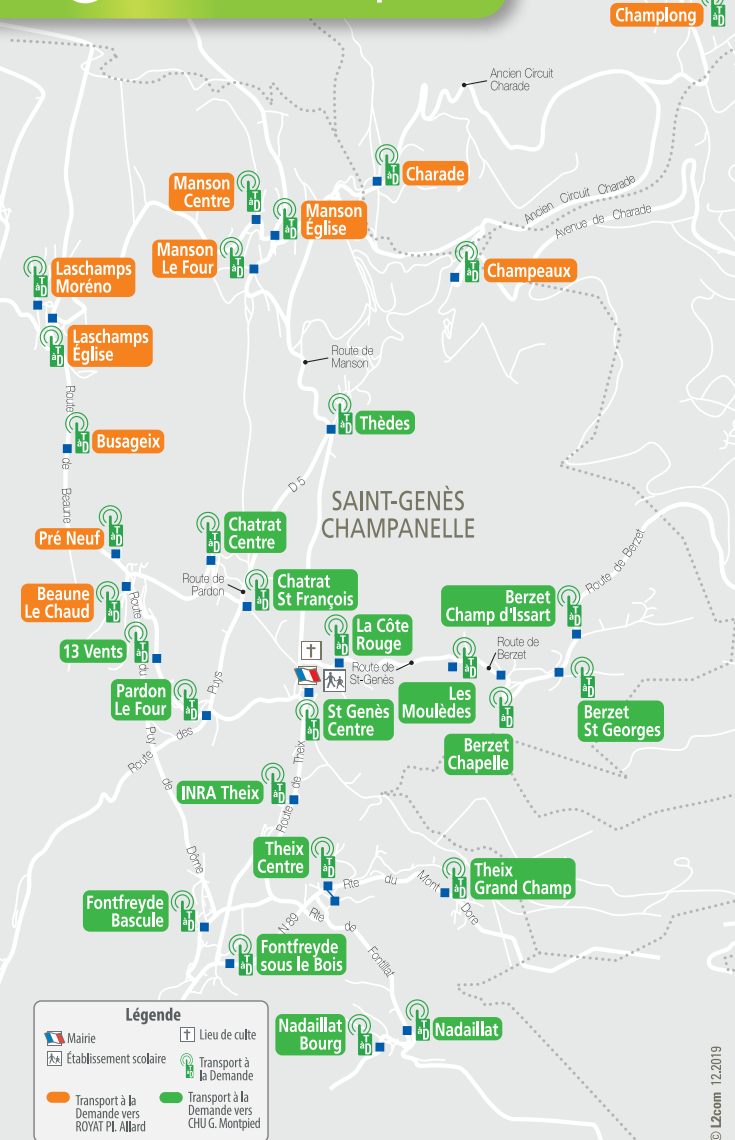 Champlong
Ancien Circuit
Charade
Charade
Manson
Centre
Manson
Église
Ancien Circuit Charade
Avenue de Charade
Manson
Le Four
Laschamps
Moréno
Champeaux
Laschamps
Église
Route de
Manson
Route de Beaune
Thèdes
Busageix
D 5
SAINT-GENÈS
CHAMPANELLE
Pré Neuf
Chatrat
Centre
Route de Berzet
Route de
Pardon
Chatrat
St François
Beaune
Le Chaud
Berzet
Champ d'Issart
La Côte
Rouge
13 Vents
Route de
Berzet
Route de
St-Genès
Route du Puy de Dôme
Pardon
Le Four
Les
Moulèdes
St Genès
Centre
Berzet
St Georges
Route des Puys
Berzet
Chapelle
Route de Theix
INRA Theix
Theix
Centre
Theix
Grand Champ
Rte du Mont Dore
Fontfreyde
Bascule
N 89
Rte de Fontillat
Fontfreyde
sous le Bois
Nadaillat
Bourg
Nadaillat
Légende
Mairie
Lieu de culte
Établissement scolaire
Transport à
la Demande
Transport à la
Demande vers
ROYAT Pl. Allard
Transport à la
Demande vers
CHU G. Montpied
© L2com 12.2019